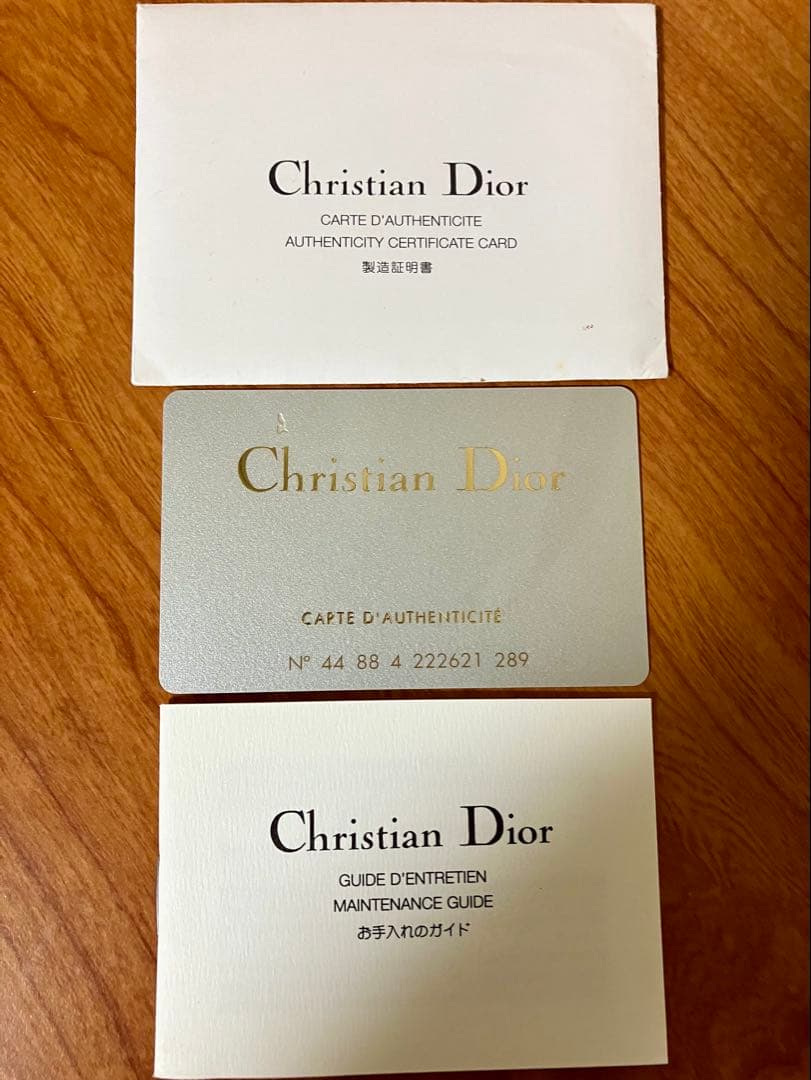 Christian Dior
CARTE D'AUTHENTICITE
AUTHENTICITY CERTIFICATE CARD
製造証明書
Christian Dior
CARTE D'AUTHENTICITÉ
Nº 44 88 4 222621 289
Christian Dior
GUIDE D'ENTRETIEN
MAINTENANCE GUIDE
お手入れのガイド